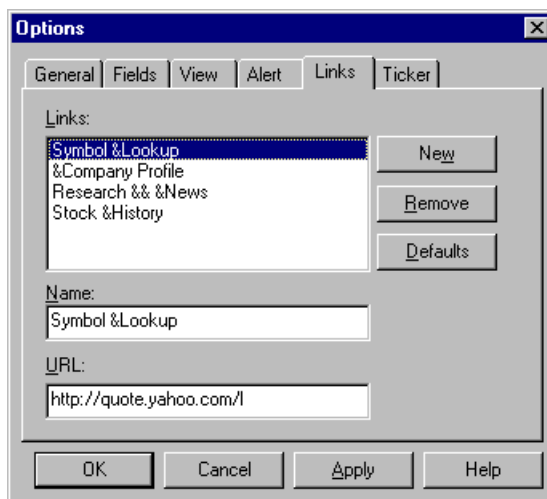 Options
General Fields View Alert Links Ticker
Links:
Symbol &Lookup
&Company Profile
Research && &News
Stock &History
New
Remove
Defaults
Name:
Symbol &Lookup
URL:
http://quote.yahoo.com/l
OK Cancel Apply Help